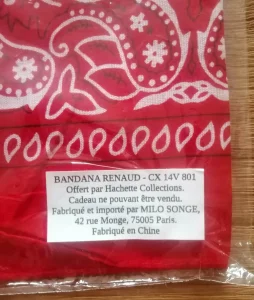 BANDANA RENAUD - CX 14V 801
Offert par Hachette Collections.
Cadeau ne pouvant être vendu.
Fabriqué et importé par MILO SONGE,
42 rue Monge, 75005 Paris.
Fabriqué en Chine